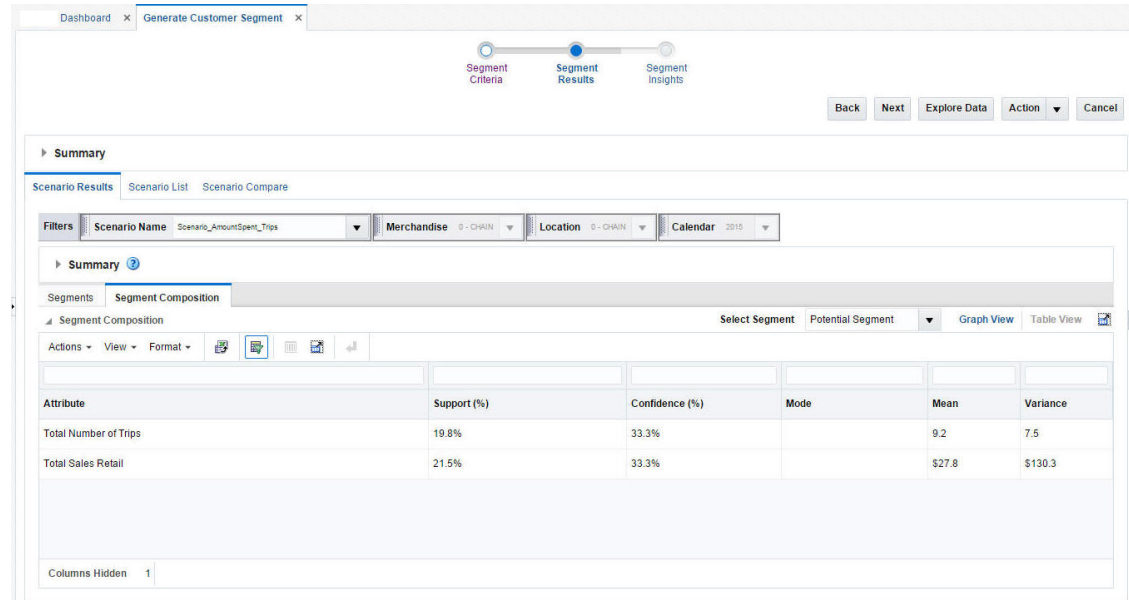 Dashboard × Generate Customer Segment ×
Segment Criteria
Segment Results
Segment Insights
Back Next Explore Data Action Cancel
Summary
Scenario Results Scenario List Scenario Compare
Filters Scenario Name Scenario_AmountSpent_Trips Merchandise 0 - CHAIN Location 0 - CHAIN Calendar 2015
Summary ?
Segments Segment Composition
Segment Composition Select Segment Potential Segment Graph View Table View
Actions View Format
Attribute Support (%) Confidence (%) Mode Mean Variance
Total Number of Trips 19.8% 33.3% 9.2 7.5
Total Sales Retail 21.5% 33.3% $27.8 $130.3
Columns Hidden 1